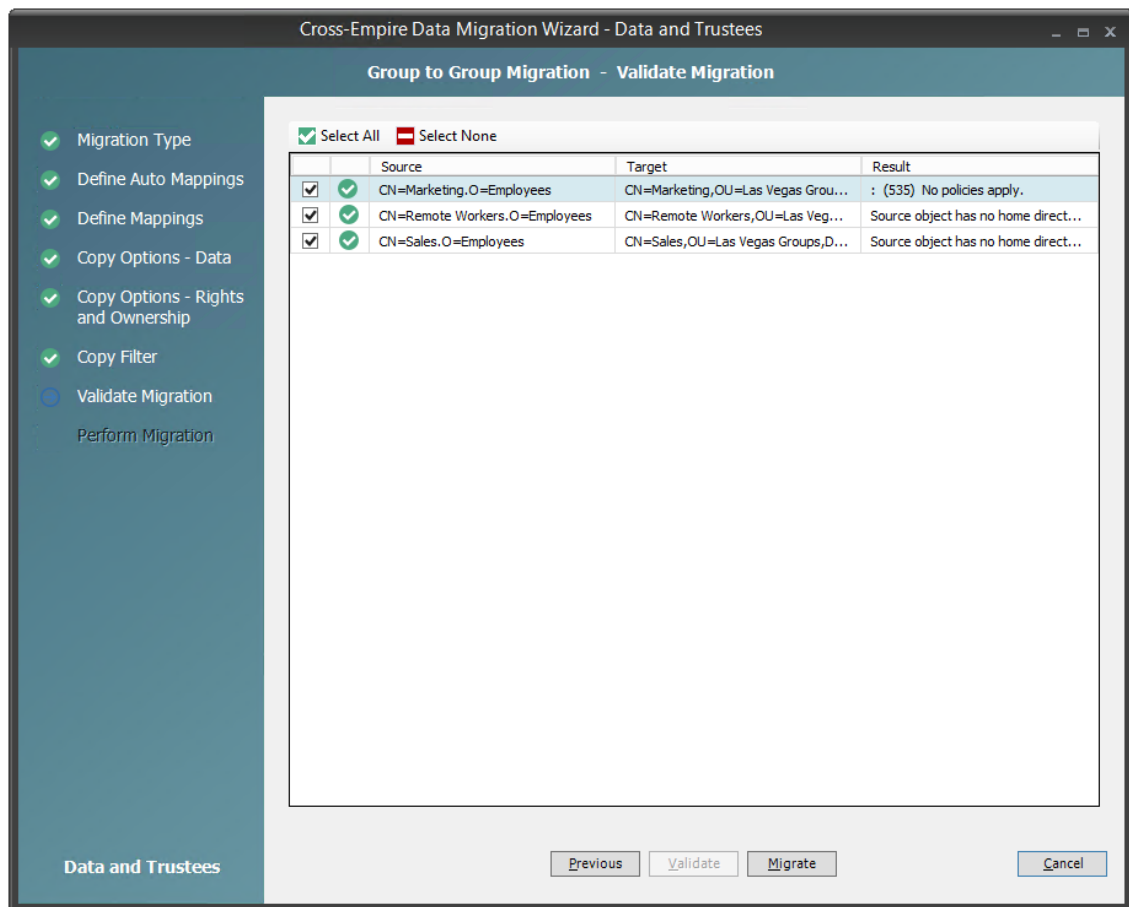 Cross-Empire Data Migration Wizard - Data and Trustees
Group to Group Migration - Validate Migration
Migration Type
Define Auto Mappings
Define Mappings
Copy Options - Data
Copy Options - Rights
and Ownership
Copy Filter
Validate Migration
Perform Migration
Data and Trustees
Select All Select None
Source Target Result
CN=Marketing.O=Employees CN=Marketing,OU=Las Vegas Grou... : (535) No policies apply.
CN=Remote Workers.O=Employees CN=Remote Workers,OU=Las Veg... Source object has no home direct...
CN=Sales.O=Employees CN=Sales,OU=Las Vegas Groups,D... Source object has no home direct...
Previous Validate Migrate Cancel